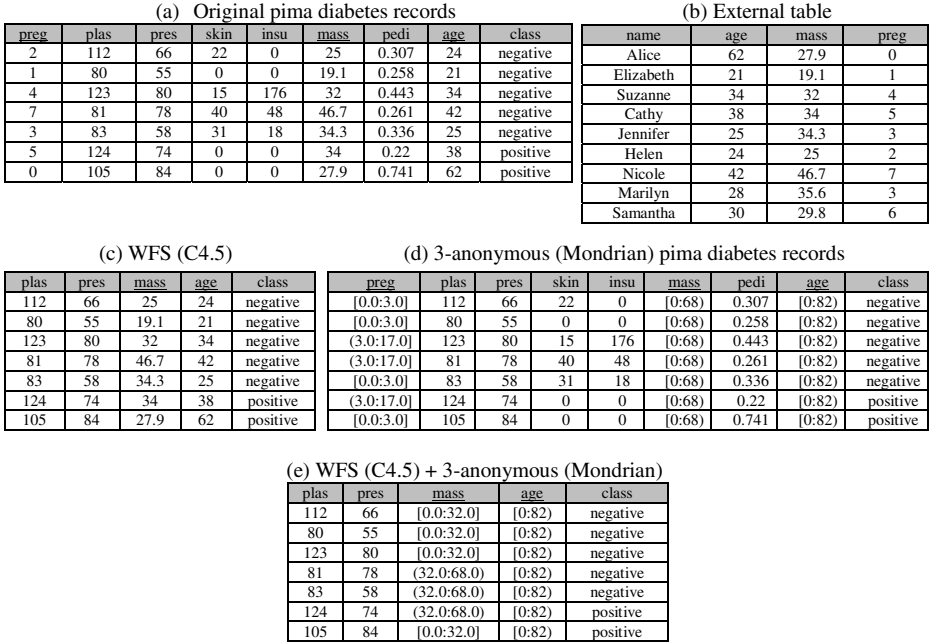 (a) Original pima diabetes records
preg plas pres skin insu mass pedi age class
2 112 66 22 0 25 0.307 24 negative
1 80 55 0 0 19.1 0.258 21 negative
4 123 80 15 176 32 0.443 34 negative
7 81 78 40 48 46.7 0.261 42 negative
3 83 58 31 18 34.3 0.336 25 negative
5 124 74 0 0 34 0.22 38 positive
0 105 84 0 0 27.9 0.741 62 positive
(b) External table
name age mass preg
Alice 62 27.9 0
Elizabeth 21 19.1 1
Suzanne 34 32 4
Cathy 38 34 5
Jennifer 25 34.3 3
Helen 24 25 2
Nicole 42 46.7 7
Marilyn 28 35.6 3
Samantha 30 29.8 6
(c) WFS (C4.5)
plas pres mass age class
112 66 25 24 negative
80 55 19.1 21 negative
123 80 32 34 negative
81 78 46.7 42 negative
83 58 34.3 25 negative
124 74 34 38 positive
105 84 27.9 62 positive
(d) 3-anonymous (Mondrian) pima diabetes records
preg plas pres skin insu mass pedi age class
[0.0:3.0] 112 66 22 0 [0:68) 0.307 [0:82) negative
[0.0:3.0] 80 55 0 0 [0:68) 0.258 [0:82) negative
(3.0:17.0] 123 80 15 176 [0:68) 0.443 [0:82) negative
(3.0:17.0] 81 78 40 48 [0:68) 0.261 [0:82) negative
[0.0:3.0] 83 58 31 18 [0:68) 0.336 [0:82) negative
(3.0:17.0] 124 74 0 0 [0:68) 0.22 [0:82) positive
[0.0:3.0] 105 84 0 0 [0:68) 0.741 [0:82) positive
(e) WFS (C4.5) + 3-anonymous (Mondrian)
plas pres mass age class
112 66 [0.0:32.0] [0:82) negative
80 55 [0.0:32.0] [0:82) negative
123 80 [0.0:32.0] [0:82) negative
81 78 (32.0:68.0) [0:82) negative
83 58 (32.0:68.0) [0:82) negative
124 74 (32.0:68.0) [0:82) positive
105 84 [0.0:32.0] [0:82) positive